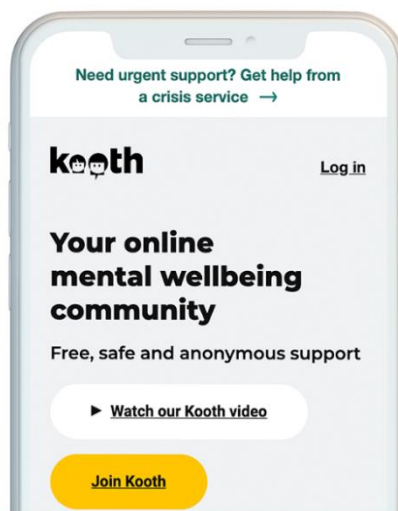 Need urgent support? Get help from
a crisis service →
kooth
Log in
Your online
mental wellbeing
community
Free, safe and anonymous support
▶ Watch our Kooth video
Join Kooth